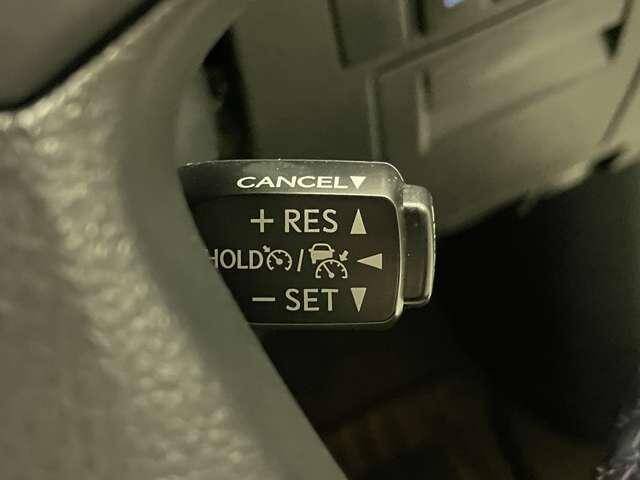 CANCEL▼
+ RES ▲
HOLD / ◀
− SET ▼